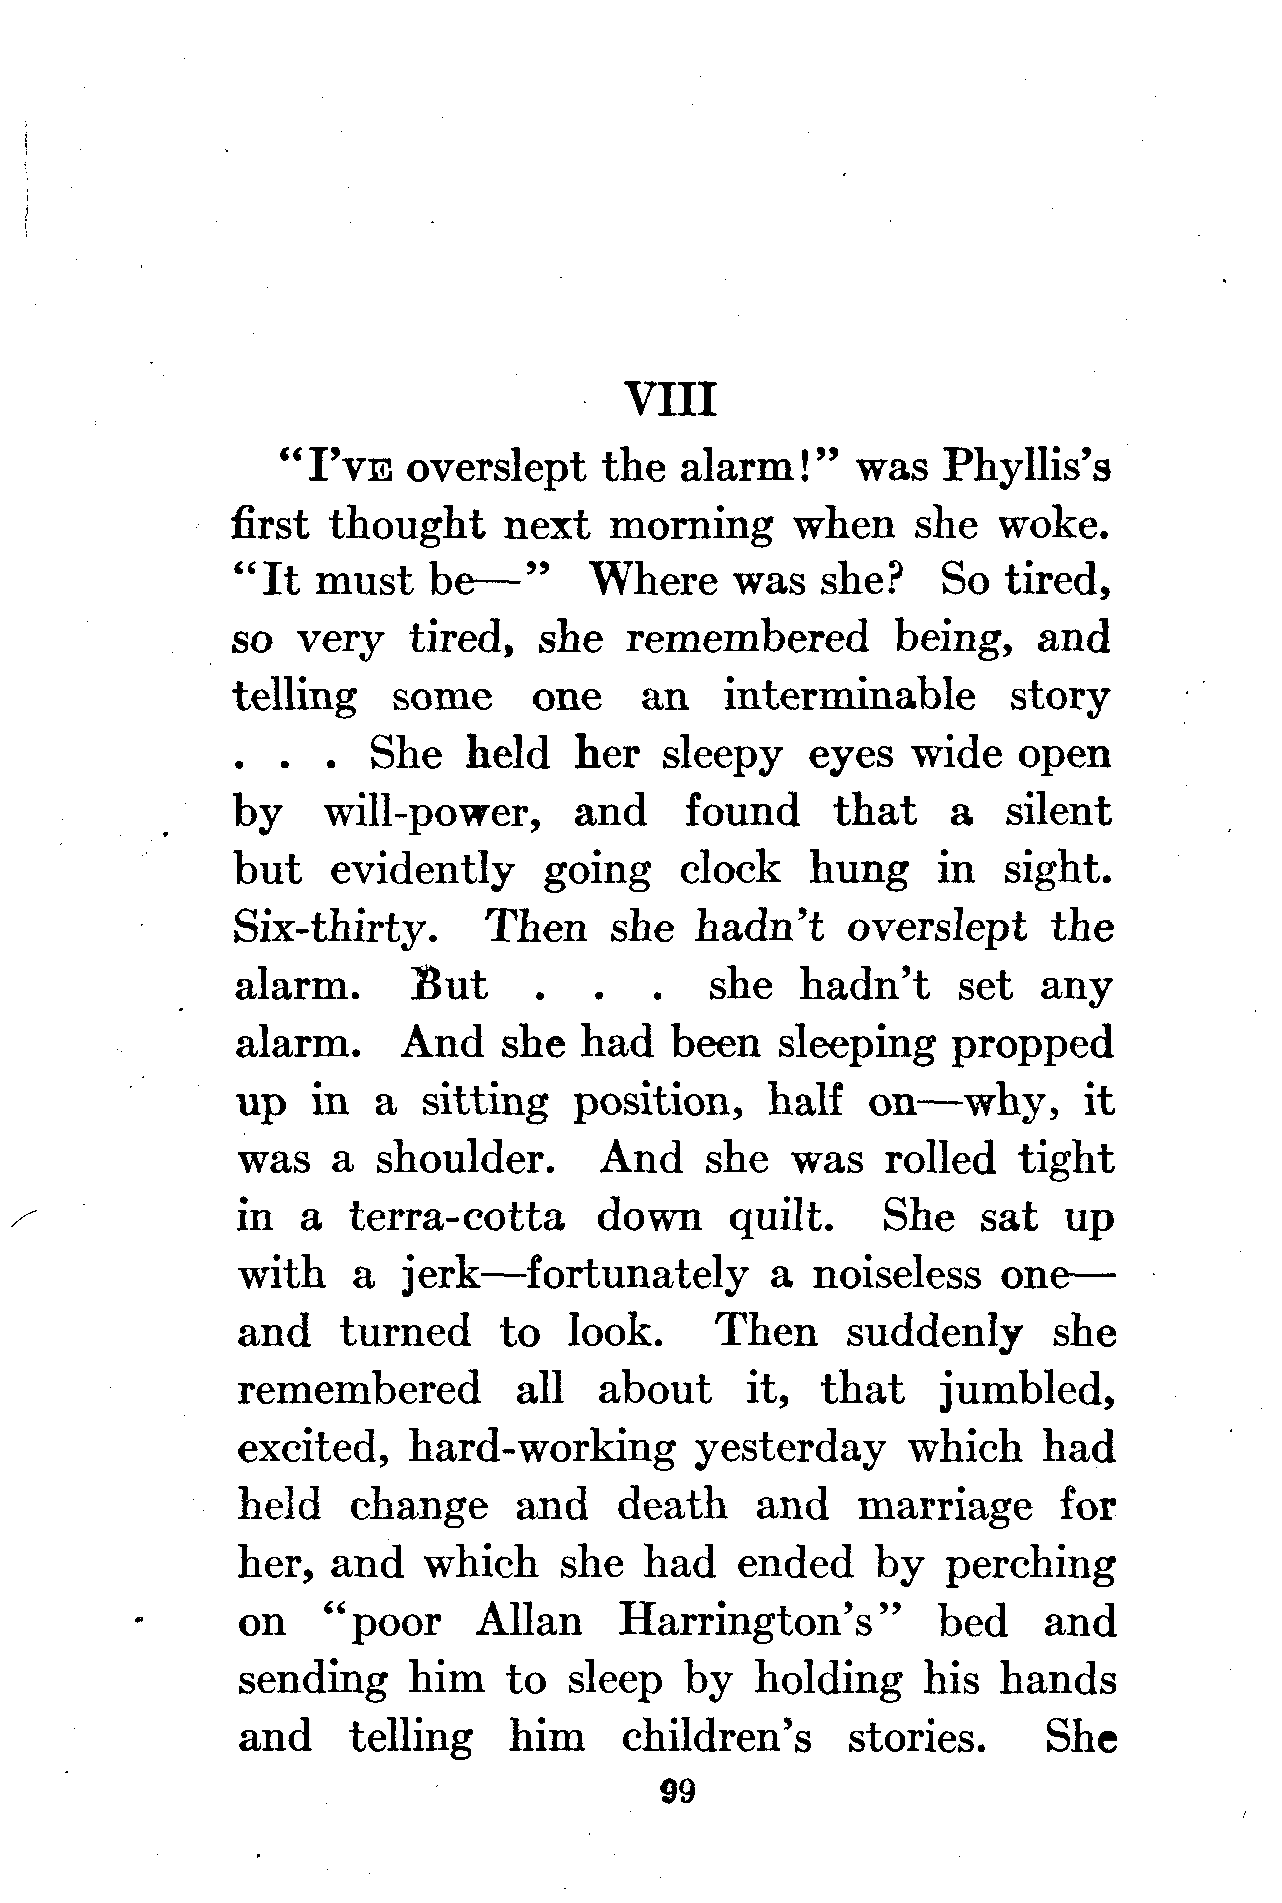 VIII
“I’VE overslept the alarm!” was Phyllis’s
first thought next morning when she woke.
“It must be—” Where was she? So tired,
so very tired, she remembered being, and
telling some one an interminable story
. . . She held her sleepy eyes wide open
by will-power, and found that a silent
but evidently going clock hung in sight.
Six-thirty. Then she hadn’t overslept the
alarm. But . . . she hadn’t set any
alarm. And she had been sleeping propped
up in a sitting position, half on—why, it
was a shoulder. And she was rolled tight
in a terra-cotta down quilt. She sat up
with a jerk—fortunately a noiseless one—
and turned to look. Then suddenly she
remembered all about it, that jumbled,
excited, hard-working yesterday which had
held change and death and marriage for
her, and which she had ended by perching
on “poor Allan Harrington’s” bed and
sending him to sleep by holding his hands
and telling him children’s stories. She
99